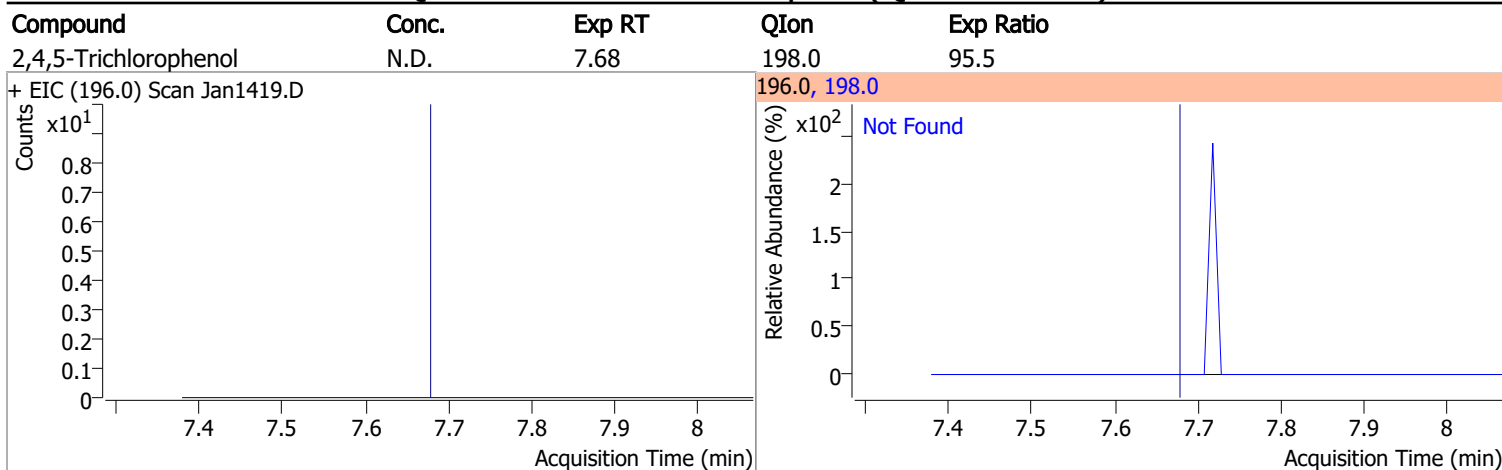 Compound Conc. Exp RT QIon Exp Ratio
2,4,5-Trichlorophenol N.D. 7.68 198.0 95.5
+ EIC (196.0) Scan Jan1419.D
Counts
x10¹
0.8
0.7
0.6
0.5
0.4
0.3
0.2
0.1
0
7.4 7.5 7.6 7.7 7.8 7.9 8
Acquisition Time (min)
196.0, 198.0
Relative Abundance (%)
x10²
Not Found
2
1.5
1
0.5
0
7.4 7.5 7.6 7.7 7.8 7.9 8
Acquisition Time (min)